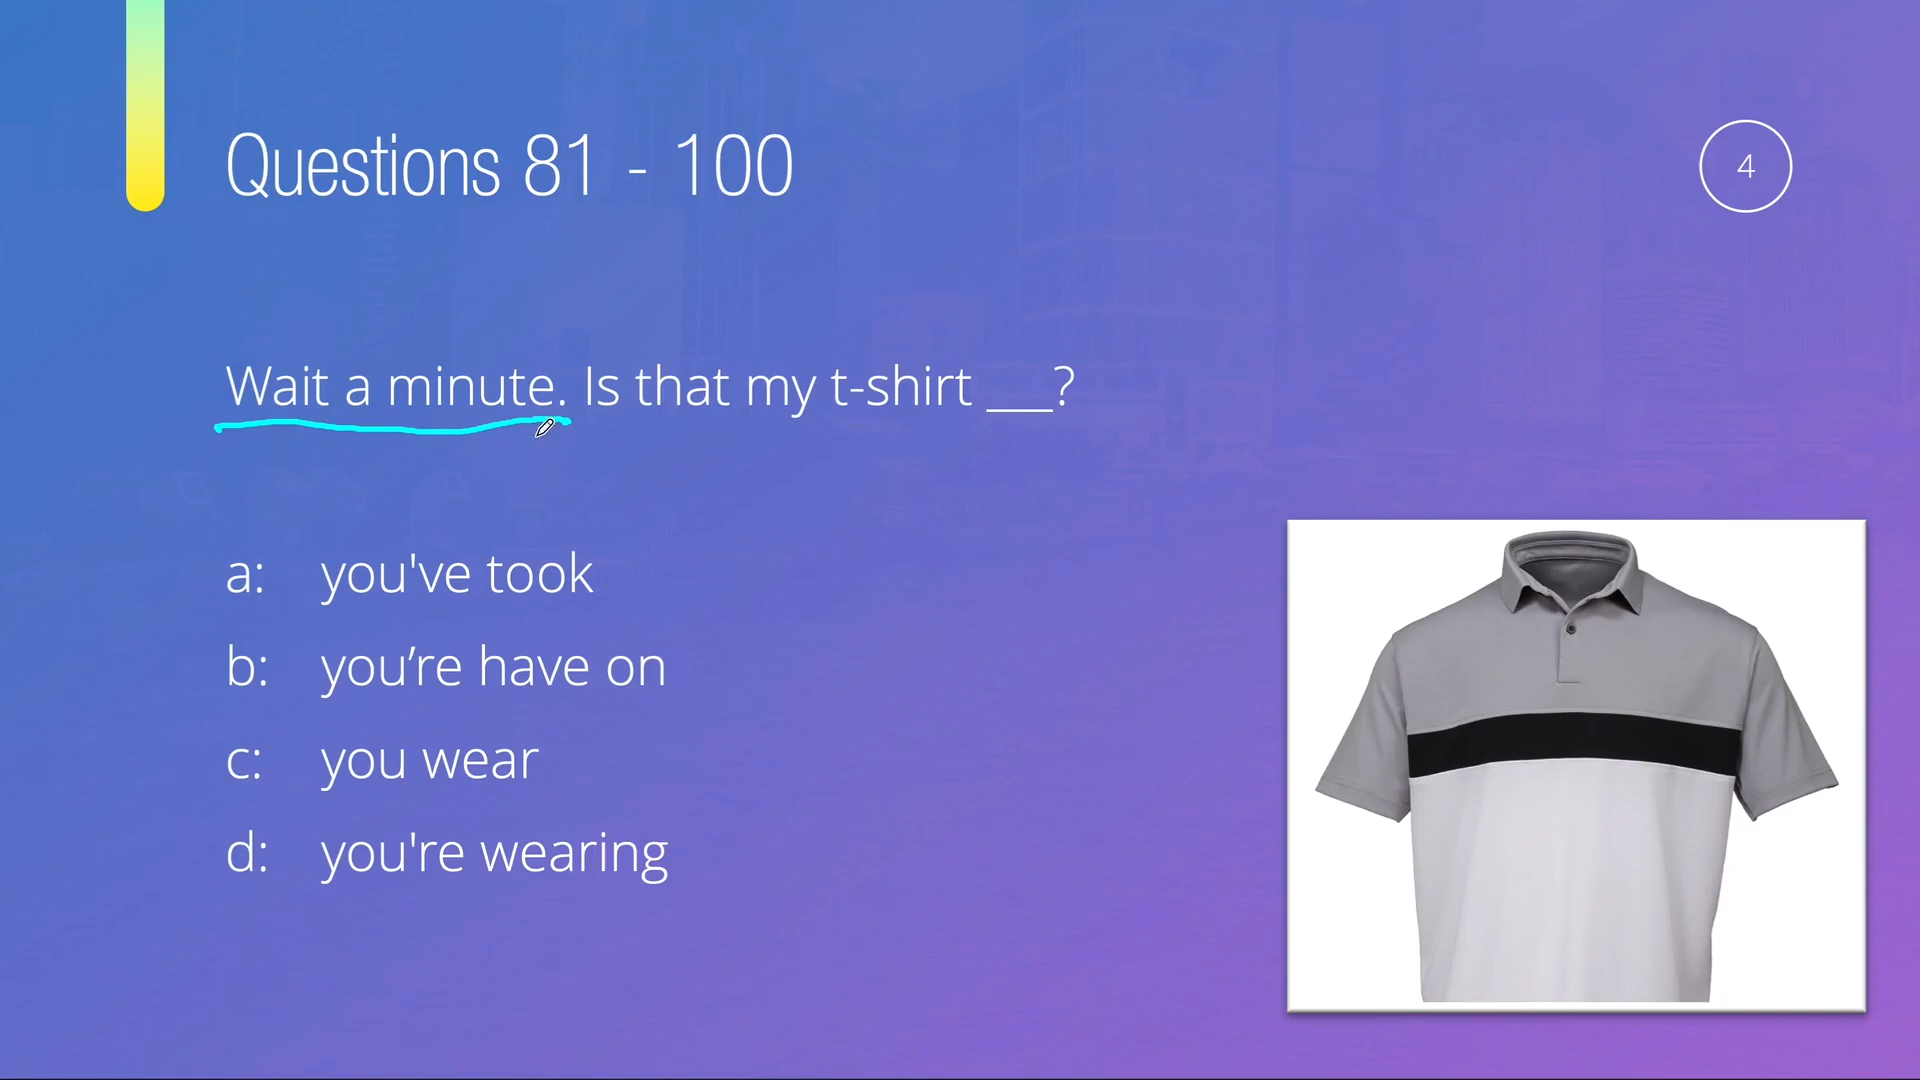 Questions 81 - 100
4
Wait a minute. Is that my t-shirt ___?
a: you've took
b: you’re have on
c: you wear
d: you're wearing